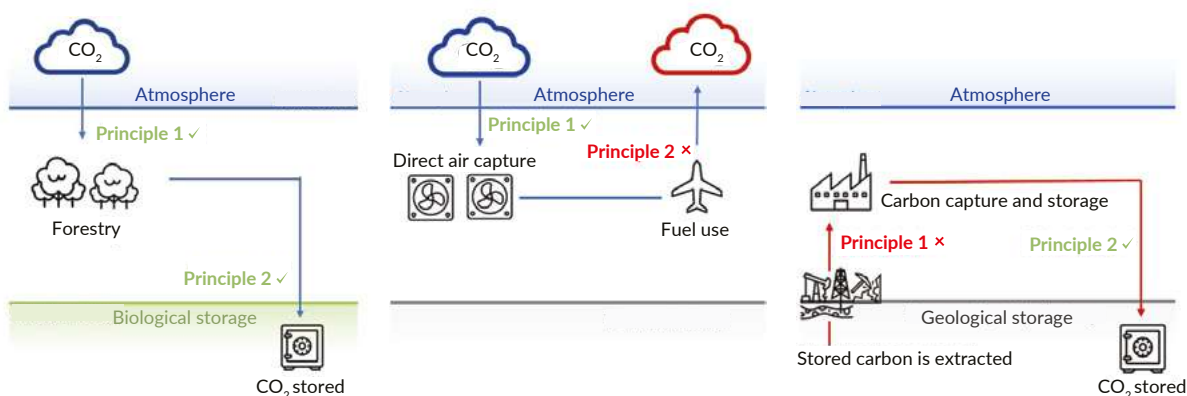 CO2
Atmosphere
Principle 1 ✓
Forestry
Principle 2 ✓
Biological storage
CO2 stored
CO2
CO2
Atmosphere
Principle 1 ✓
Principle 2 ×
Direct air capture
Fuel use
Atmosphere
Carbon capture and storage
Principle 1 ×
Principle 2 ✓
Geological storage
Stored carbon is extracted
CO2 stored